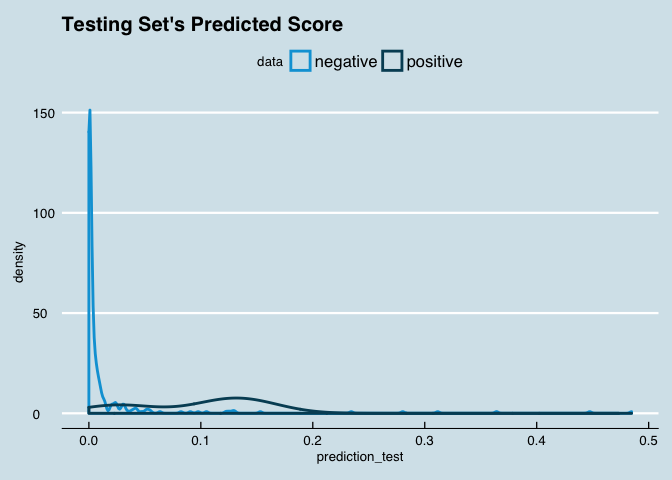 Testing Set's Predicted Score
data negative positive
150
100
50
0
density
0.0 0.1 0.2 0.3 0.4 0.5
prediction_test